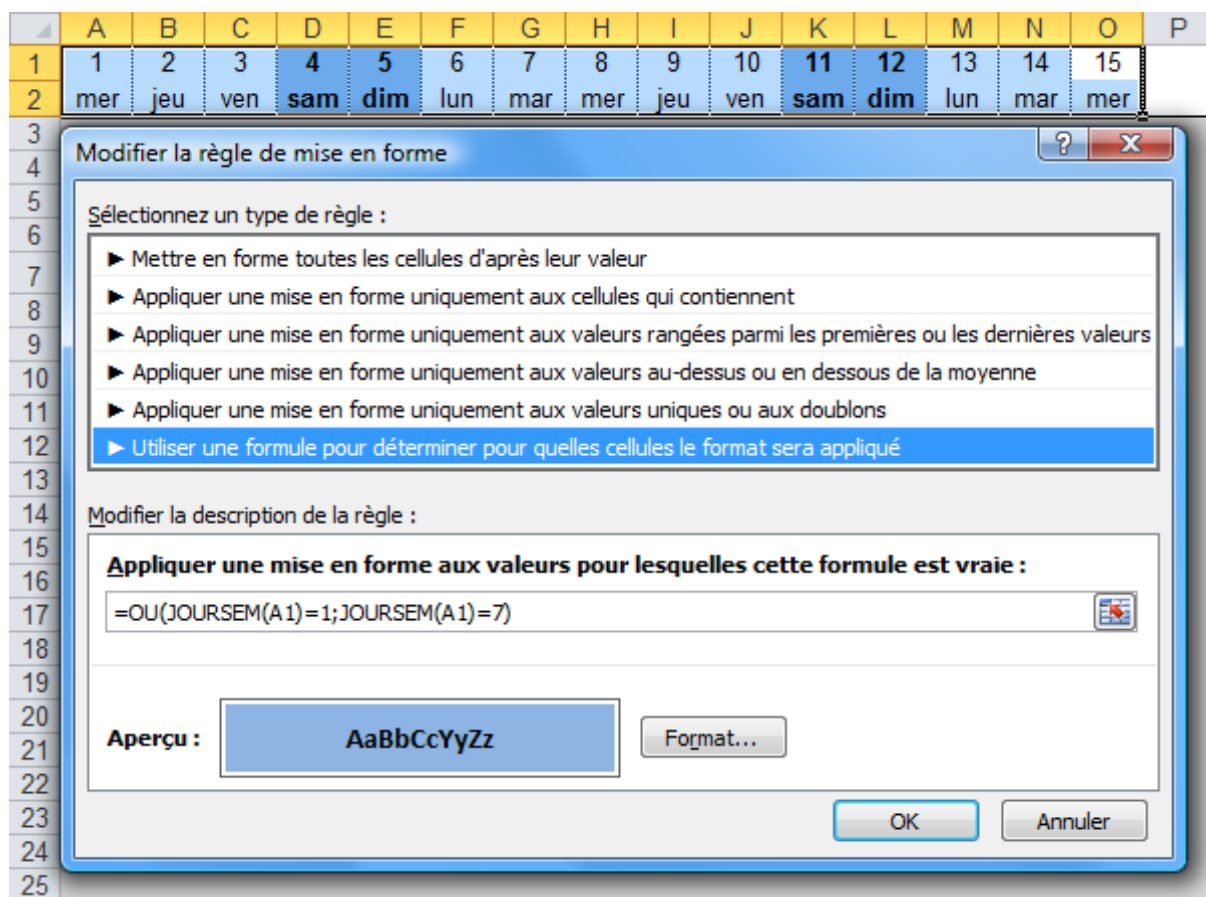 A B C D E F G H I J K L M N O P
1 1 2 3 4 5 6 7 8 9 10 11 12 13 14 15
2 mer jeu ven sam dim lun mar mer jeu ven sam dim lun mar mer
3
Modifier la règle de mise en forme
4
5
Sélectionnez un type de règle :
6
► Mettre en forme toutes les cellules d'après leur valeur
7
► Appliquer une mise en forme uniquement aux cellules qui contiennent
8
► Appliquer une mise en forme uniquement aux valeurs rangées parmi les premières ou les dernières valeurs
9
► Appliquer une mise en forme uniquement aux valeurs au-dessus ou en dessous de la moyenne
10
► Appliquer une mise en forme uniquement aux valeurs uniques ou aux doublons
11
► Utiliser une formule pour déterminer pour quelles cellules le format sera appliqué
12
13
14
Modifier la description de la règle :
15
Appliquer une mise en forme aux valeurs pour lesquelles cette formule est vraie :
16
17
=OU(JOURSEM(A1)=1;JOURSEM(A1)=7)
18
19
20
21
Aperçu : AaBbCcYyZz Format...
22
23
OK Annuler
24
25